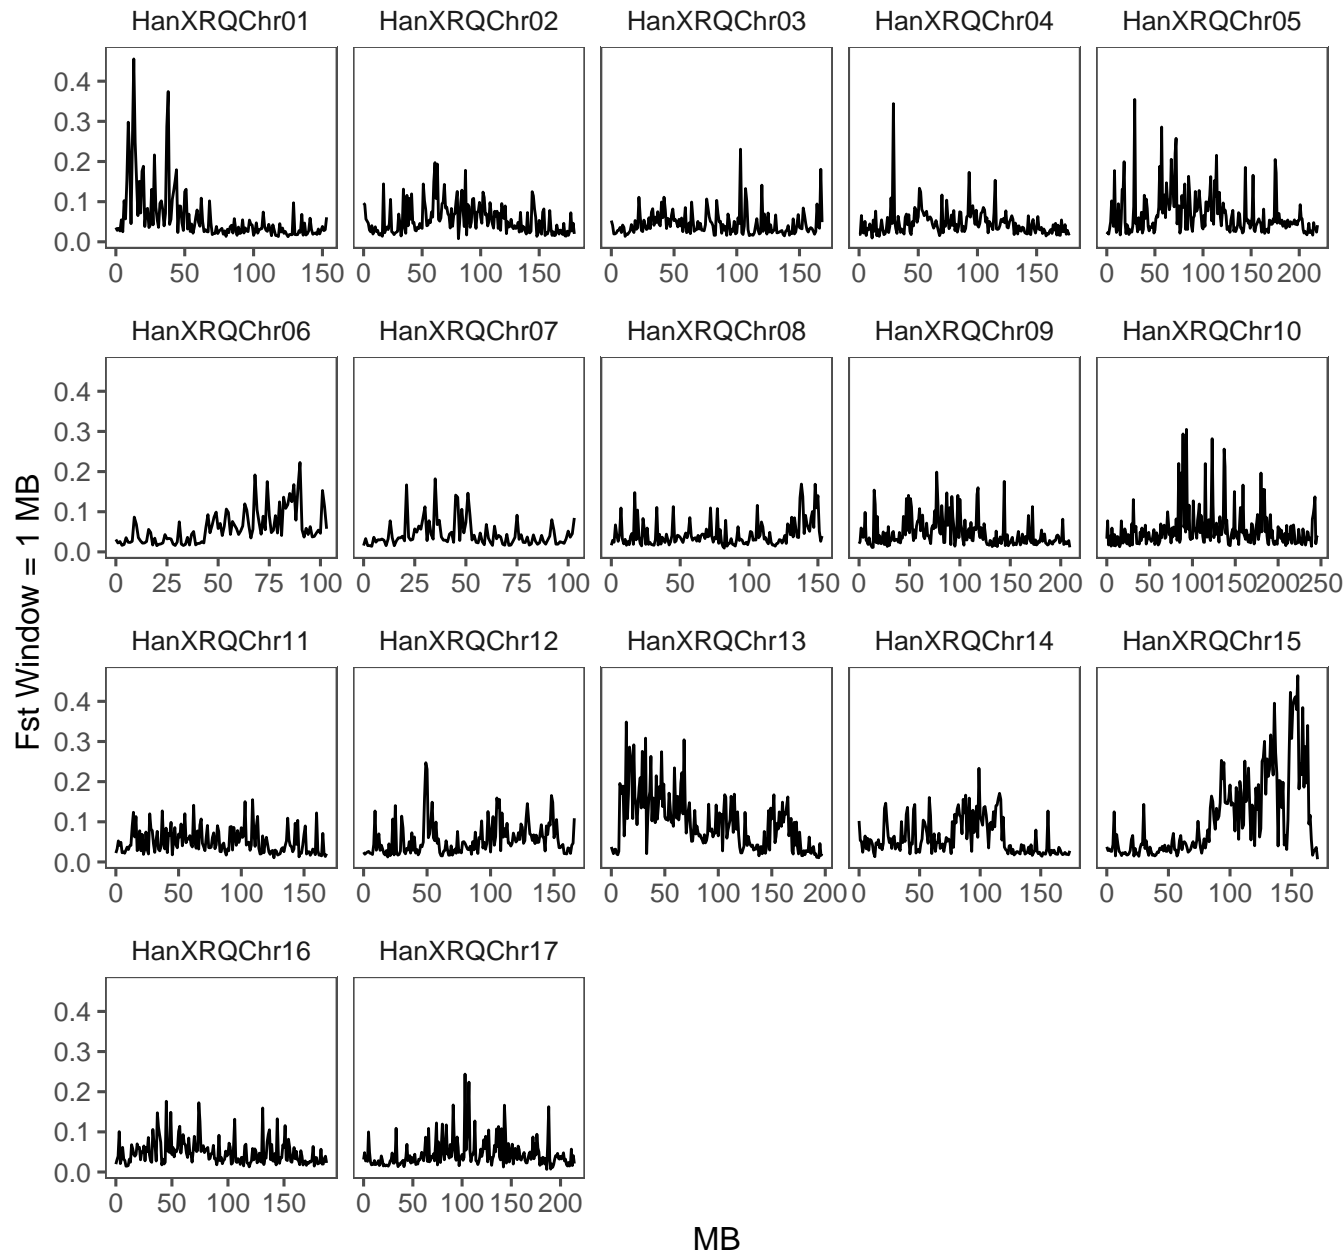 HanXRQChr01 HanXRQChr02 HanXRQChr03 HanXRQChr04 HanXRQChr05
0.4
0.3
0.2
0.1
0.0
0 50 100 150 0 50 100 150 0 50 100 150 0 50 100 150 0 50 100 150 200
HanXRQChr06 HanXRQChr07 HanXRQChr08 HanXRQChr09 HanXRQChr10
0.4
0.3
0.2
0.1
0.0
0 25 50 75 100 0 25 50 75 100 0 50 100 150 0 50 100 150 200 0 50 100 150 200 250
HanXRQChr11 HanXRQChr12 HanXRQChr13 HanXRQChr14 HanXRQChr15
0.4
0.3
0.2
0.1
0.0
0 50 100 150 0 50 100 150 0 50 100 150 200 0 50 100 150 0 50 100 150
HanXRQChr16 HanXRQChr17
0.4
0.3
0.2
0.1
0.0
0 50 100 150 0 50 100 150 200
Fst Window = 1 MB
MB